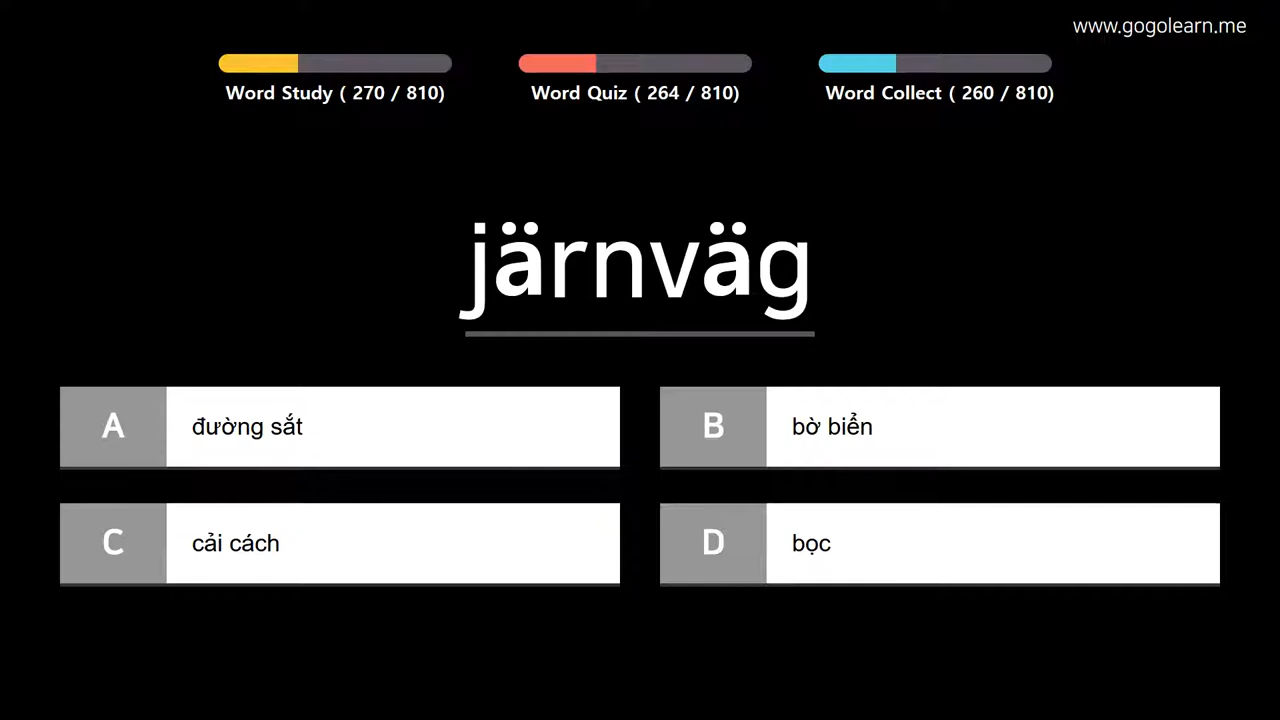 www.gogolearn.me
Word Study ( 270 / 810)
Word Quiz ( 264 / 810)
Word Collect ( 260 / 810)
järnväg
A đường sắt
B bờ biển
C cải cách
D bọc